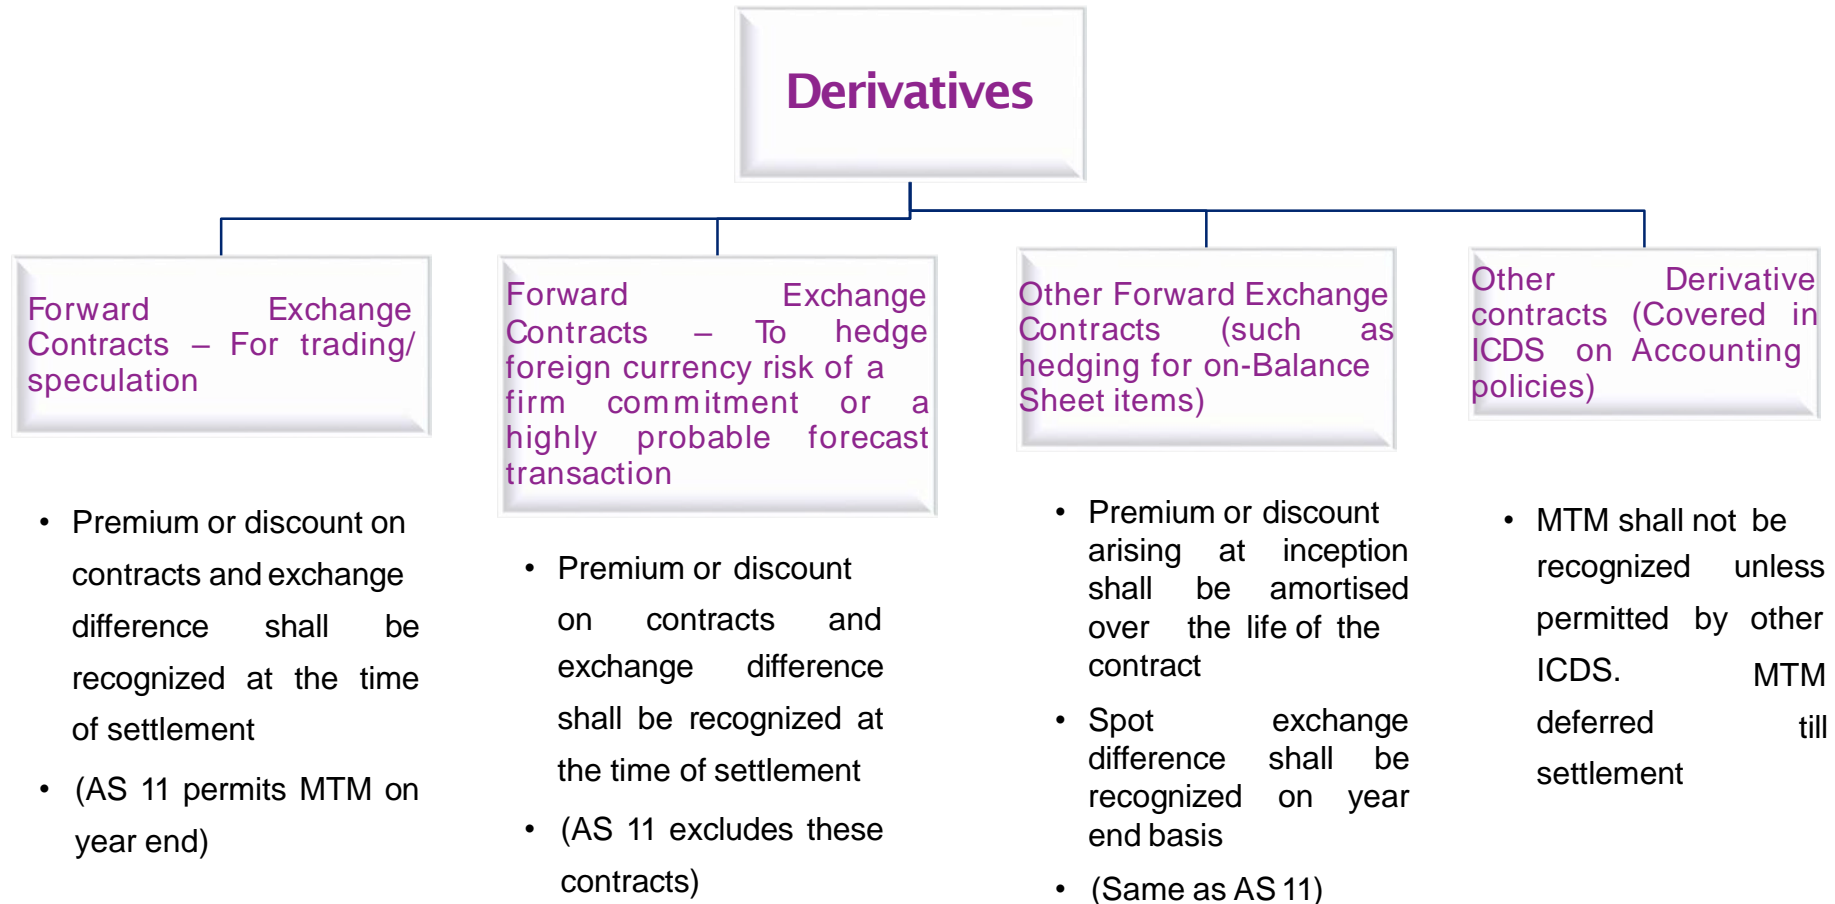 Derivatives
Forward Exchange
Contracts – For trading/
speculation
• Premium or discount on
contracts and exchange
difference shall be
recognized at the time
of settlement
• (AS 11 permits MTM on
year end)
Forward Exchange
Contracts – To hedge
foreign currency risk of a
firm commitment or a
highly probable forecast
transaction
• Premium or discount
on contracts and
exchange difference
shall be recognized at
the time of settlement
• (AS 11 excludes these
contracts)
Other Forward Exchange
Contracts (such as
hedging for on-Balance
Sheet items)
• Premium or discount
arising at inception
shall be amortised
over the life of the
contract
• Spot exchange
difference shall be
recognized on year
end basis
• (Same as AS 11)
Other Derivative
contracts (Covered in
ICDS on Accounting
policies)
• MTM shall not be
recognized unless
permitted by other
ICDS. MTM
deferred till
settlement